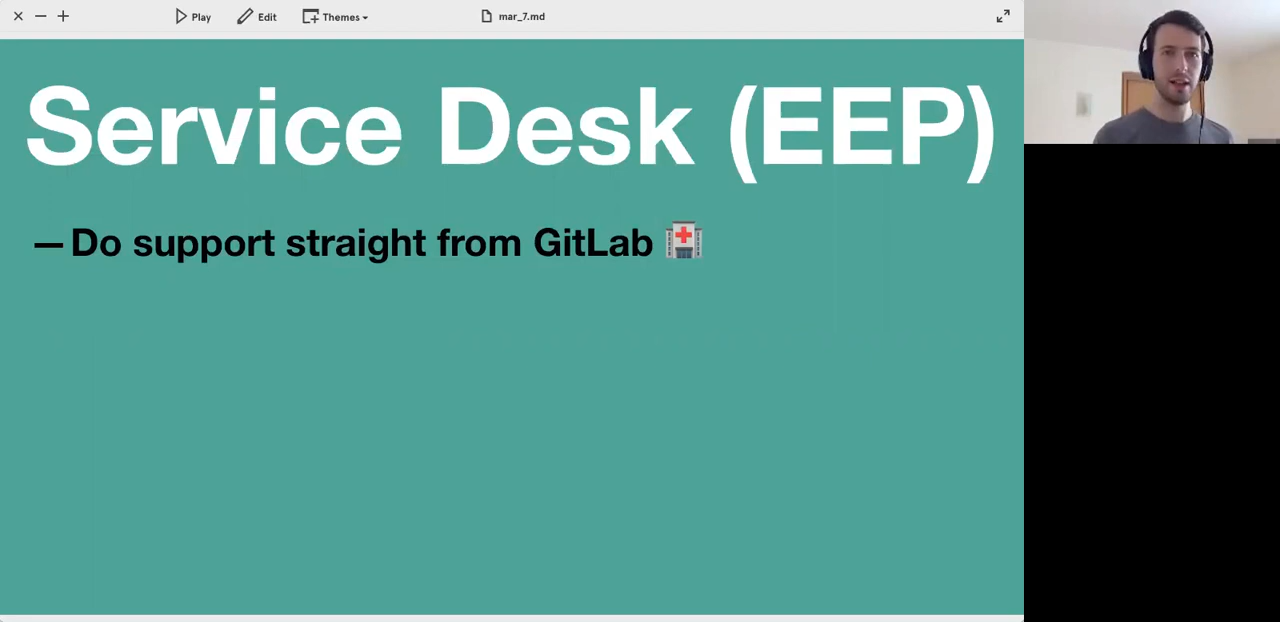 Play
Edit
Themes
mar_7.md
Service Desk (EEP)
—Do support straight from GitLab 🏥